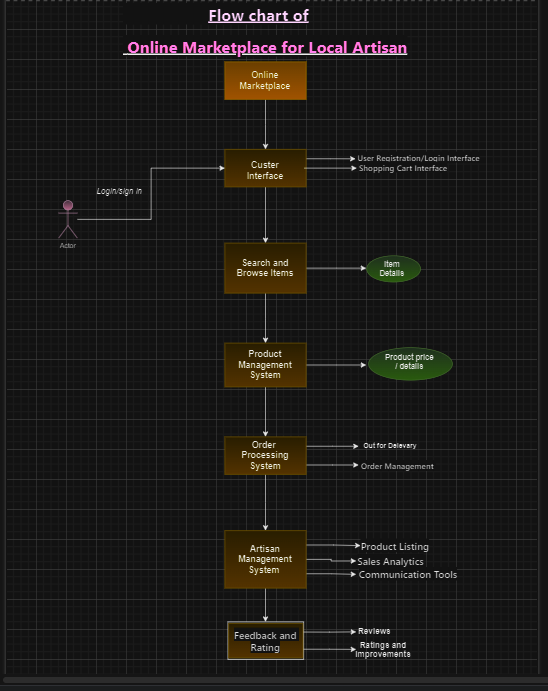 Flow chart of
Online Marketplace for Local Artisan
Online
Marketplace
Custer
Interface
User Registration/Login Interface
Shopping Cart Interface
Login/sign in
Actor
Search and
Browse Items
Item
Details
Product
Management
System
Product price
/ details
Order
Processing
System
Out for Delevary
Order Management
Artisan
Management
System
Product Listing
Sales Analytics
Communication Tools
Feedback and
Rating
Reviews
Ratings and
Improvements